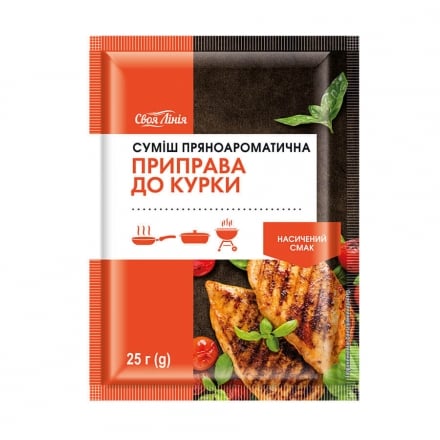 Своя Лінія
СУМІШ ПРЯНОАРОМАТИЧНА
ПРИПРАВА
ДО КУРКИ
НАСИЧЕНИЙ
СМАК
25 г (g)